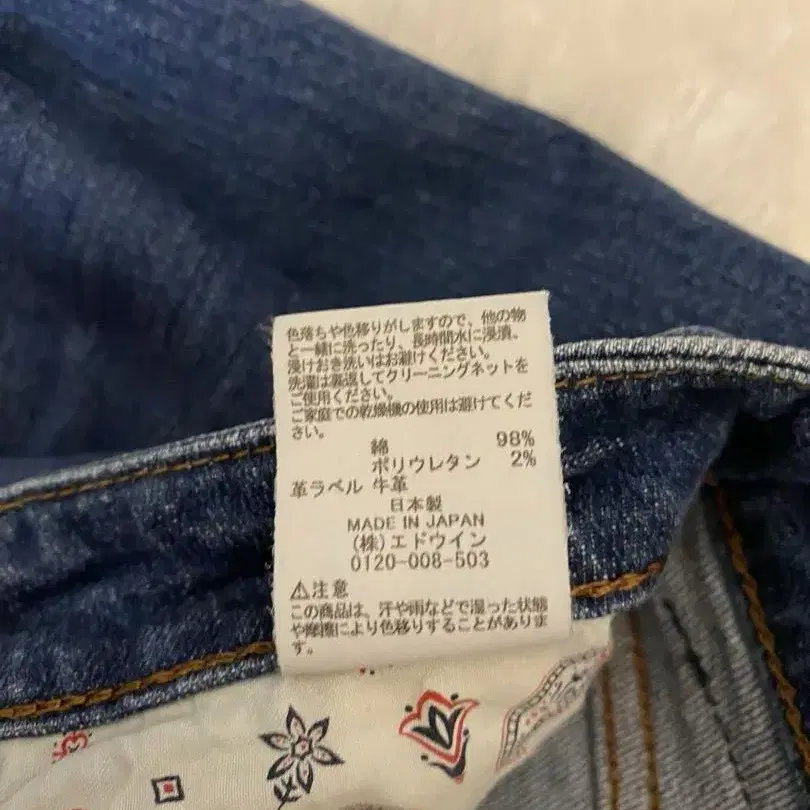 色落ちや色移りがしますので、他の物
と一緒に洗ったり、長時間水に浸漬、
浸けおき洗いはお避けください。
洗濯は裏返してクリーニングネットを
ご使用ください。
ご家庭での乾燥機の使用は避けてくだ
さい。
綿 98%
ポリウレタン 2%
革ラベル 牛革
日本製
MADE IN JAPAN
(株)エドウイン
0120-008-503
⚠注意
この商品は、汗や雨などで湿った状態
や摩擦により色移りすることがありま
す。